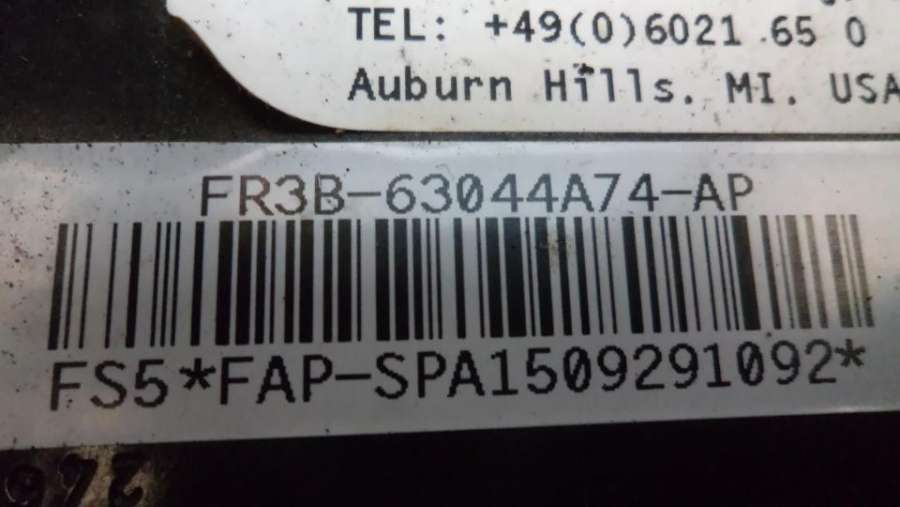 TEL: +49(0)6021 65 0
Auburn Hills, MI, USA
FR3B-63044A74-AP
FS5*FAP-SPA1509291092*